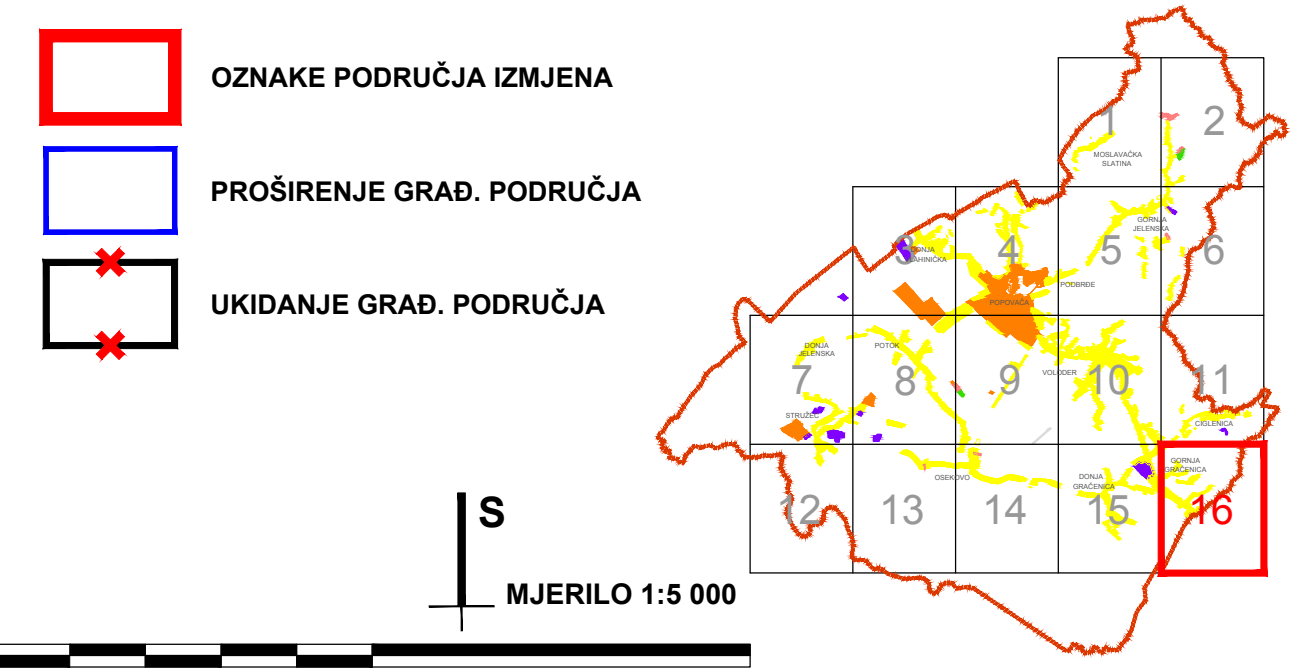 OZNAKE PODRUČJA IZMJENA
PROŠIRENJE GRAĐ. PODRUČJA
UKIDANJE GRAĐ. PODRUČJA
S
MJERILO 1:5 000
1
2
MOSLAVAČKA
SLATINA
3
4
5
6
DONJA
VLAHINIČKA
GORNJA
JELENSKA
PODBRĐE
POPOVAČA
DONJA
JELENSKA
POTOK
7
8
9
10
11
VOLODER
STRUŽEC
CIGLENICA
GORNJA
GRAČENICA
OSEKOVO
DONJA
GRAČENICA
12
13
14
15
16